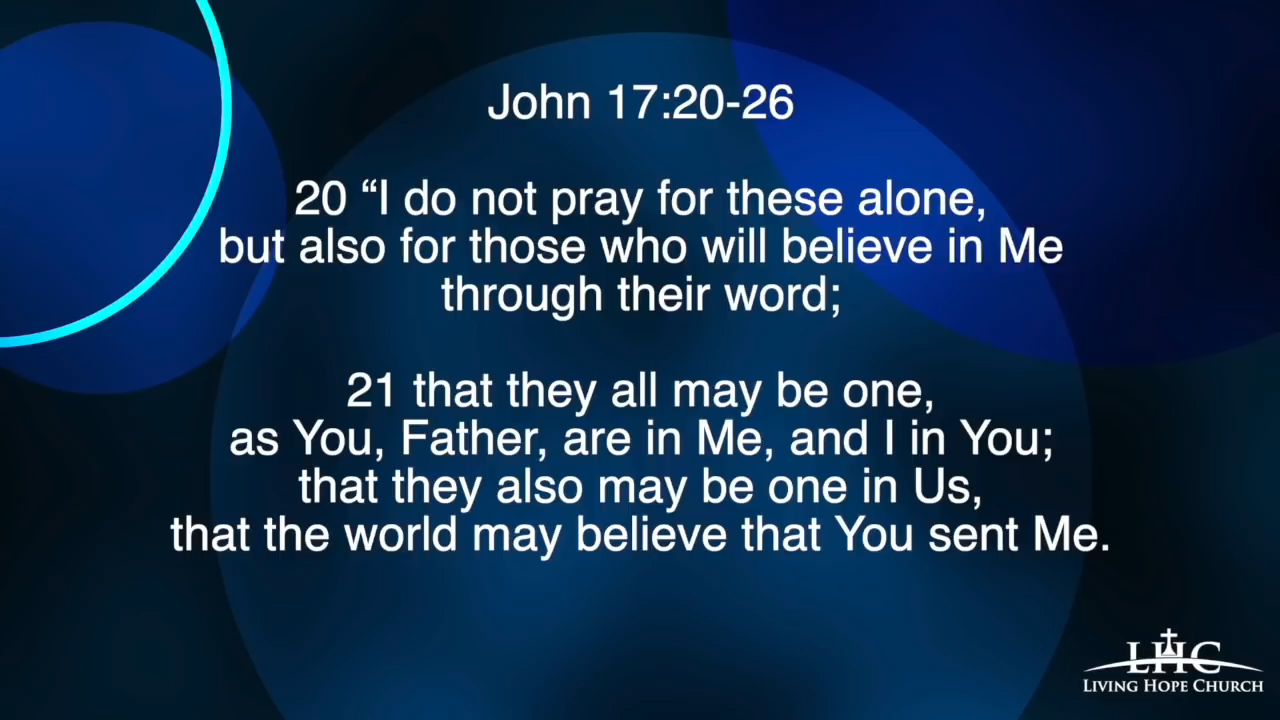 John 17:20-26
20 “I do not pray for these alone,
but also for those who will believe in Me
through their word;
21 that they all may be one,
as You, Father, are in Me, and I in You;
that they also may be one in Us,
that the world may believe that You sent Me.
LHC
LIVING HOPE CHURCH